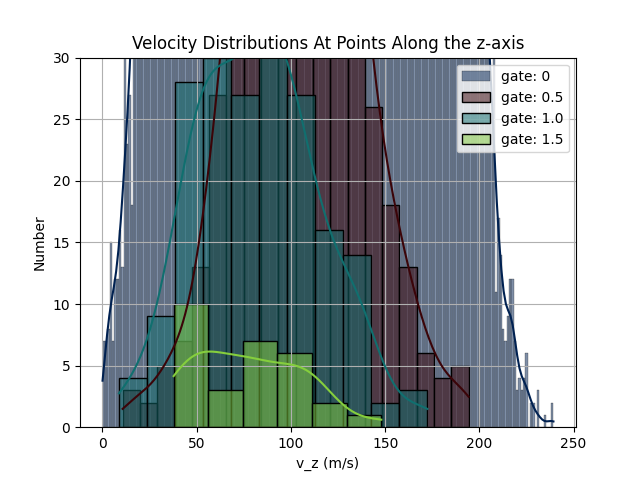 Velocity Distributions At Points Along the z-axis
30
25
20
15
10
5
0
Number
gate: 0
gate: 0.5
gate: 1.0
gate: 1.5
0 50 100 150 200 250
v_z (m/s)